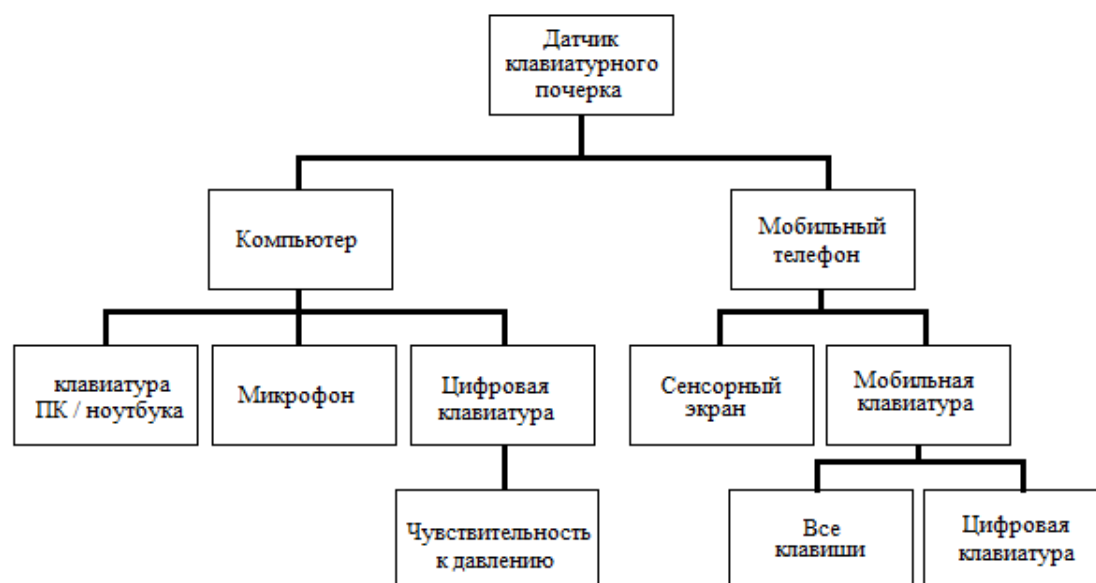 Датчик
клавиатурного
почерка
Компьютер
Мобильный
телефон
клавиатура
ПК / ноутбука
Микрофон
Цифровая
клавиатура
Сенсорный
экран
Мобильная
клавиатура
Чувствительность
к давлению
Все
клавиши
Цифровая
клавиатура